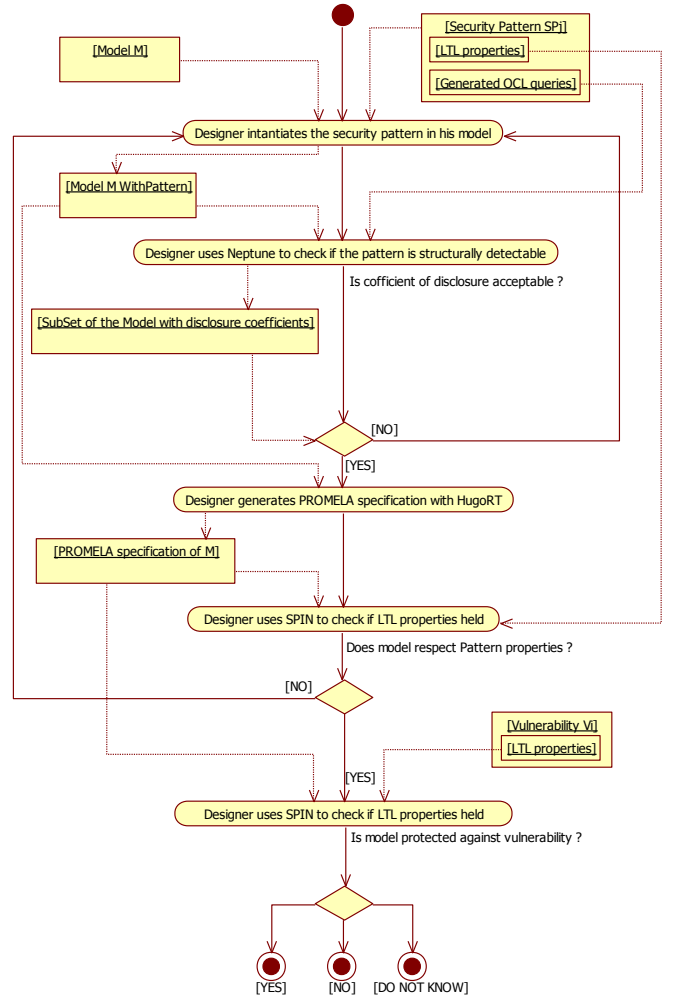 [Security Pattern SPj]
[Model M]
[LTL properties]
[Generated OCL queries]
Designer intantiates the security pattern in his model
[Model M WithPattern]
Designer uses Neptune to check if the pattern is structurally detectable
Is cofficient of disclosure acceptable ?
[SubSet of the Model with disclosure coefficients]
[NO]
[YES]
Designer generates PROMELA specification with HugoRT
[PROMELA specification of M]
Designer uses SPIN to check if LTL properties held
Does model respect Pattern properties ?
[NO]
[Vulnerability Vi]
[LTL properties]
[YES]
Designer uses SPIN to check if LTL properties held
Is model protected against vulnerability ?
[YES]
[NO]
[DO NOT KNOW]